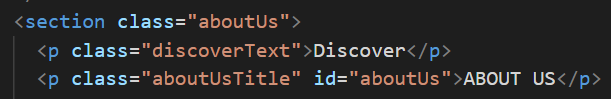 <section class="aboutUs">
<p class="discoverText">Discover</p>
<p class="aboutUsTitle" id="aboutUs">ABOUT US</p>